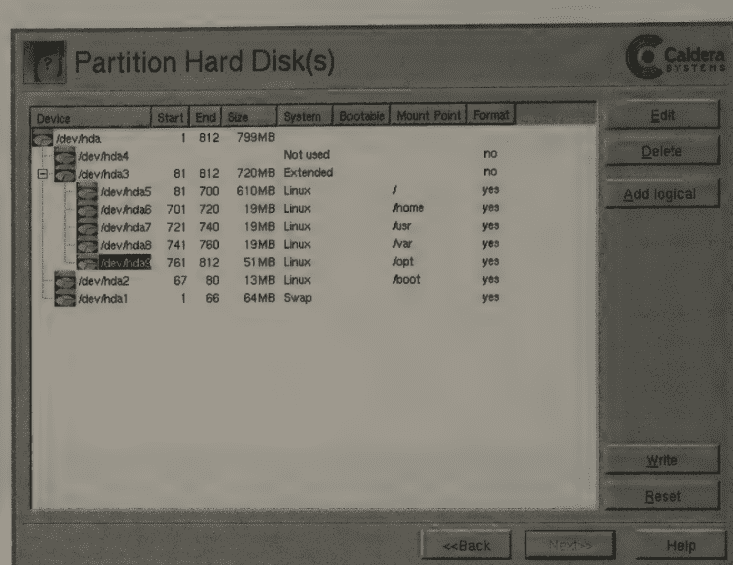 Partition Hard Disk(s)
Caldera
SYSTEMS
Device Start End Size System Bootable Mount Point Format
/dev/hda 1 812 799MB
/dev/hda4 Not used no
/dev/hda3 81 812 720MB Extended no
/dev/hda5 81 700 610MB Linux / yes
/dev/hda6 701 720 19MB Linux /home yes
/dev/hda7 721 740 19MB Linux /usr yes
/dev/hda8 741 760 19MB Linux /var yes
/dev/hda9 761 812 51MB Linux /opt yes
/dev/hda2 67 80 13MB Linux /boot yes
/dev/hda1 1 66 64MB Swap yes
Edit
Delete
Add logical
Write
Reset
<<Back Next>> Help